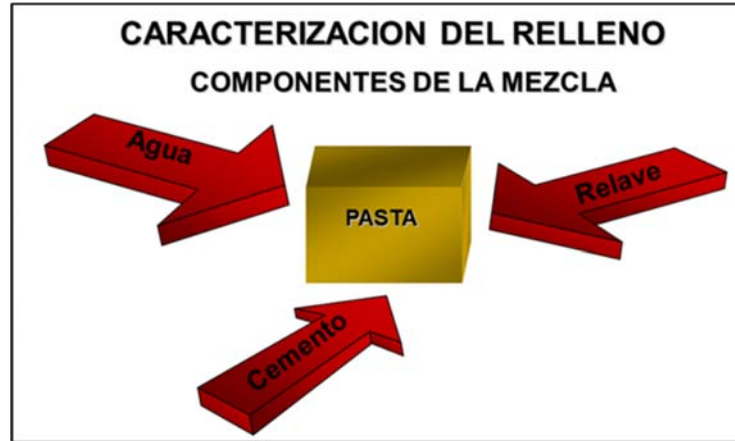 CARACTERIZACION DEL RELLENO
COMPONENTES DE LA MEZCLA
Agua
Relave
PASTA
Cemento